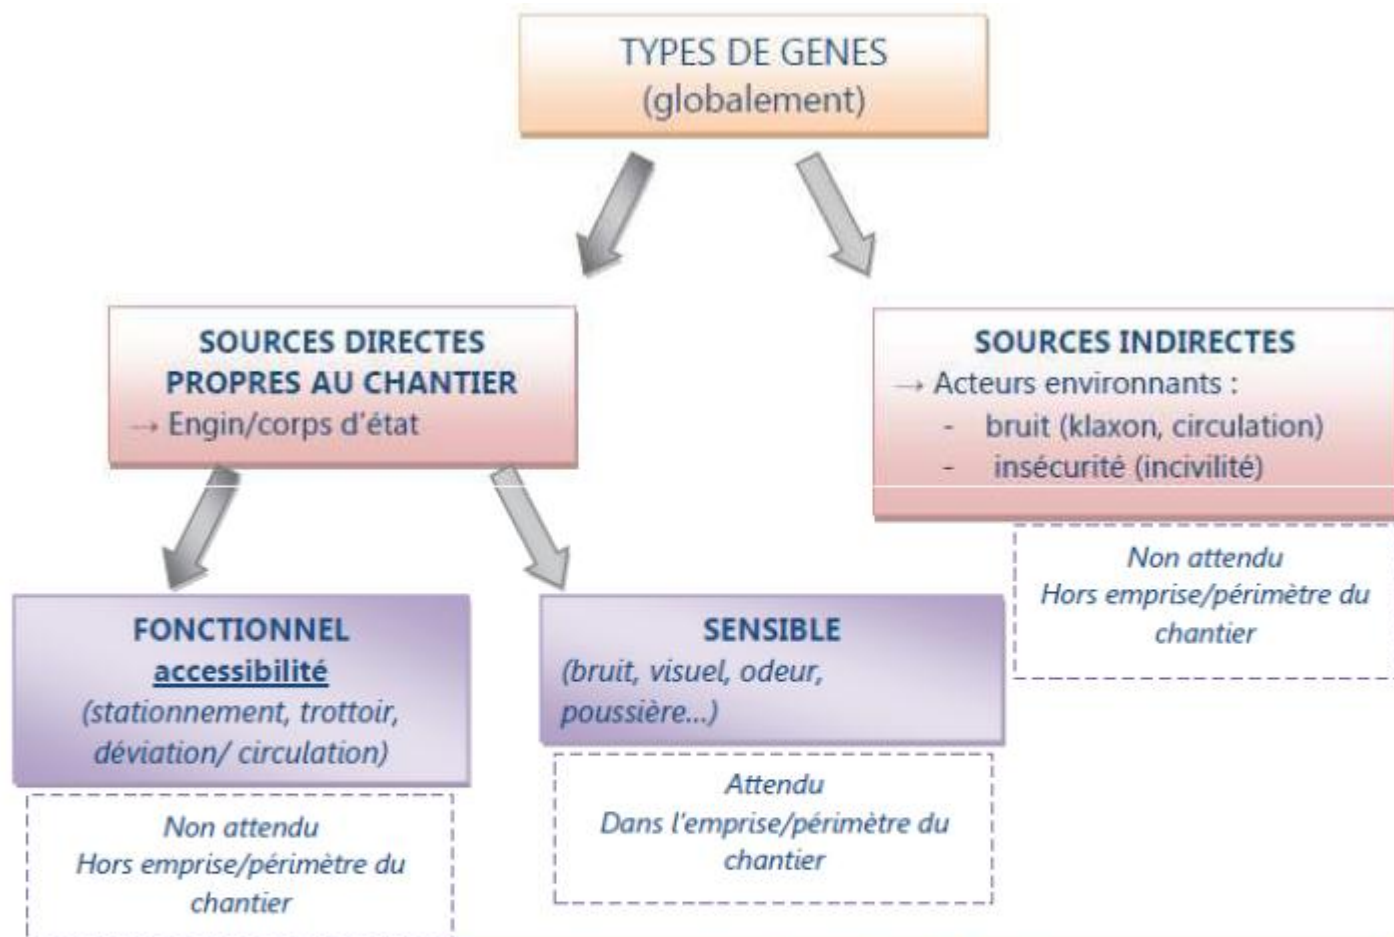 TYPES DE GENES
(globalement)
SOURCES DIRECTES
PROPRES AU CHANTIER
→ Engin/corps d'état
SOURCES INDIRECTES
→ Acteurs environnants :
- bruit (klaxon, circulation)
- insécurité (incivilité)
Non attendu
Hors emprise/périmètre du
chantier
FONCTIONNEL
accessibilité
(stationnement, trottoir,
déviation/ circulation)
Non attendu
Hors emprise/périmètre du
chantier
SENSIBLE
(bruit, visuel, odeur,
poussière...)
Attendu
Dans l'emprise/périmètre du
chantier